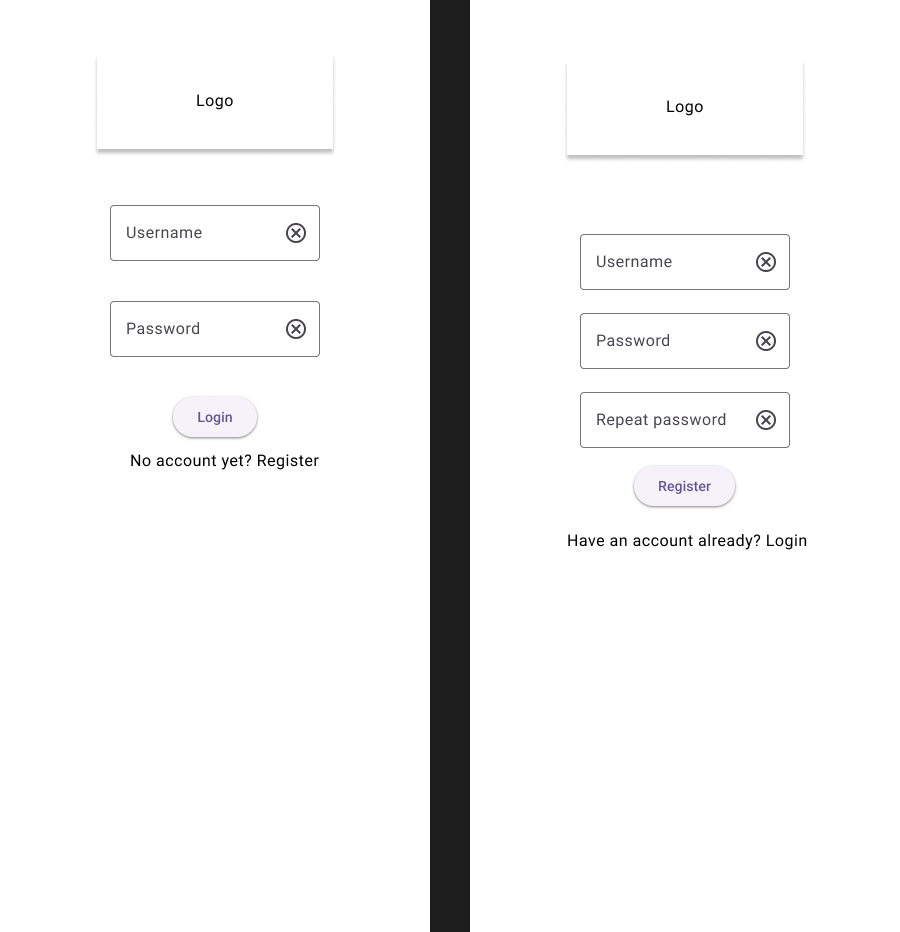 Logo
Username
Password
Login
No account yet? Register
Logo
Username
Password
Repeat password
Register
Have an account already? Login